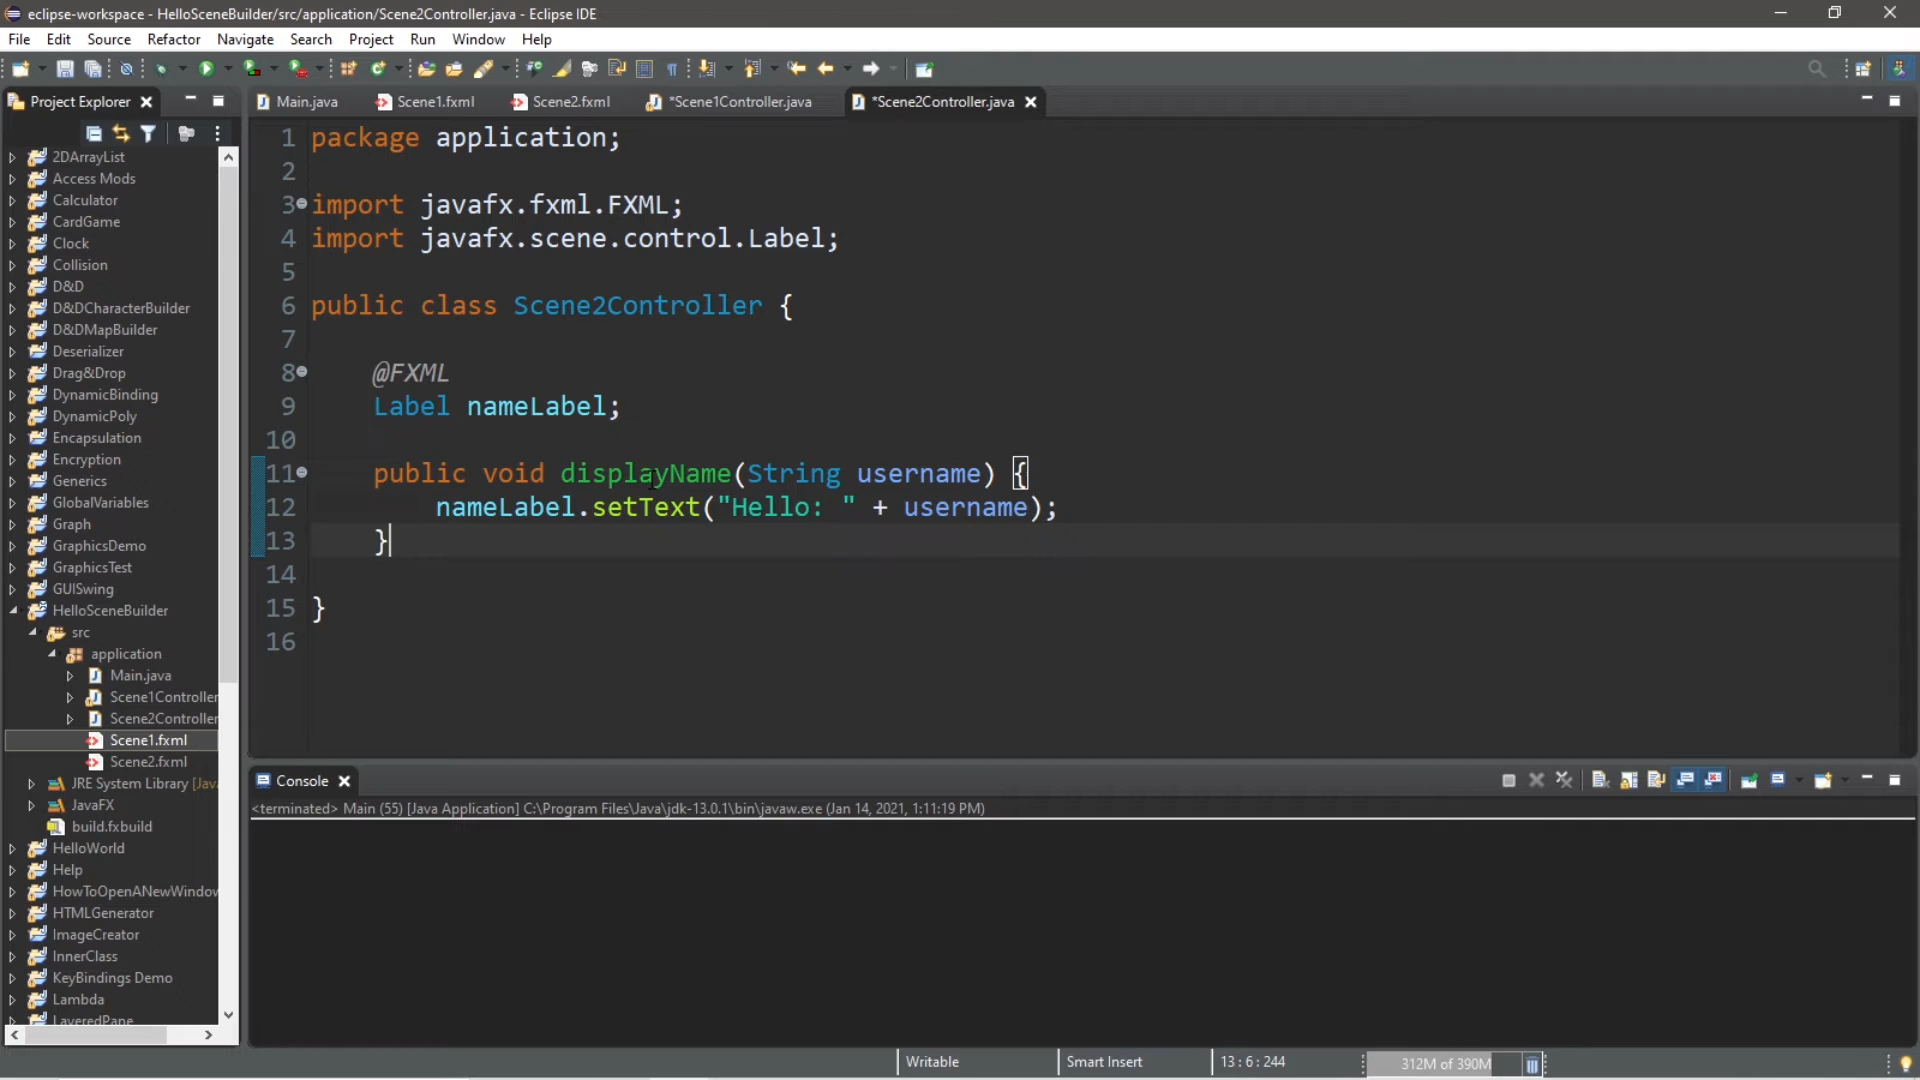 eclipse-workspace - HelloSceneBuilder/src/application/Scene2Controller.java - Eclipse IDE
File Edit Source Refactor Navigate Search Project Run Window Help
Project Explorer
Main.java Scene1.fxml Scene2.fxml *Scene1Controller.java *Scene2Controller.java
2DArrayList
Access Mods
Calculator
CardGame
Clock
Collision
D&D
D&DCharacterBuilder
D&DMapBuilder
Deserializer
Drag&Drop
DynamicBinding
DynamicPoly
Encapsulation
Encryption
Generics
GlobalVariables
Graph
GraphicsDemo
GraphicsTest
GUISwing
HelloSceneBuilder
src
application
Main.java
Scene1Controller
Scene2Controller
Scene1.fxml
Scene2.fxml
JRE System Library [Java
JavaFX
build.fxbuild
HelloWorld
Help
HowToOpenANewWindow
HTMLGenerator
ImageCreator
InnerClass
KeyBindings Demo
Lambda
LayeredPane
1 package application;
2
3 import javafx.fxml.FXML;
4 import javafx.scene.control.Label;
5
6 public class Scene2Controller {
7
8 @FXML
9 Label nameLabel;
10
11 public void displayName(String username) {
12 nameLabel.setText("Hello: " + username);
13 }
14
15 }
16
Console
<terminated> Main (55) [Java Application] C:\Program Files\Java\jdk-13.0.1\bin\javaw.exe (Jan 14, 2021, 1:11:19 PM)
Writable Smart Insert 13 : 6 : 244 312M of 390M